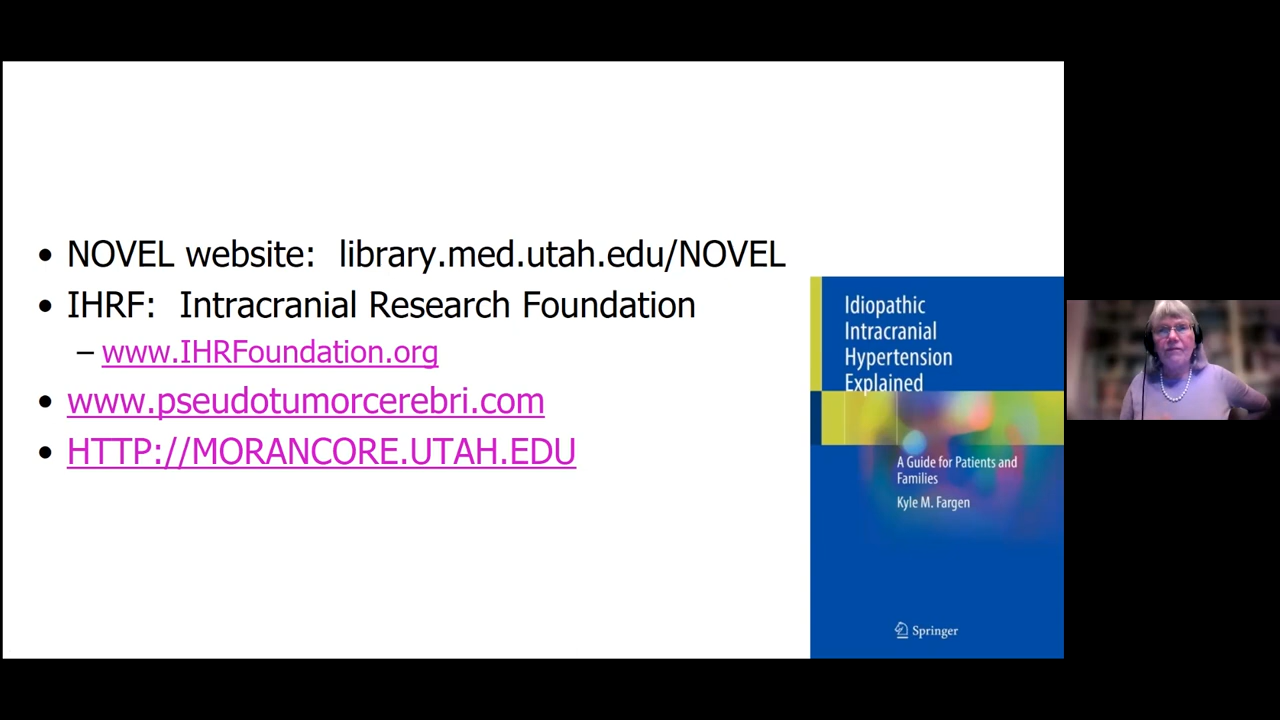 • NOVEL website: library.med.utah.edu/NOVEL
• IHRF: Intracranial Research Foundation
– www.IHRFoundation.org
• www.pseudotumorcerebri.com
• HTTP://MORANCORE.UTAH.EDU
Idiopathic
Intracranial
Hypertension
Explained
A Guide for Patients and
Families
Kyle M. Fargen
Springer